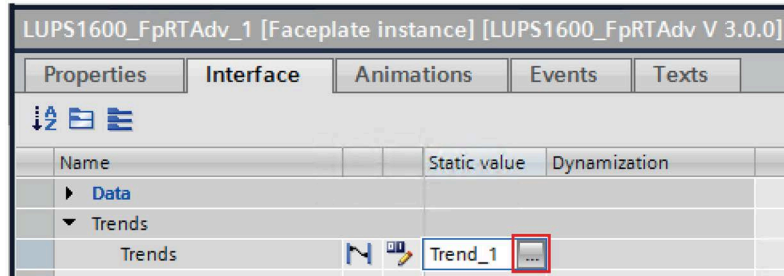 LUPS1600_FpRTAdv_1 [Faceplate instance] [LUPS1600_FpRTAdv V 3.0.0]
Properties Interface Animations Events Texts
Name Static value Dynamization
Data
Trends
Trends Trend_1 ...